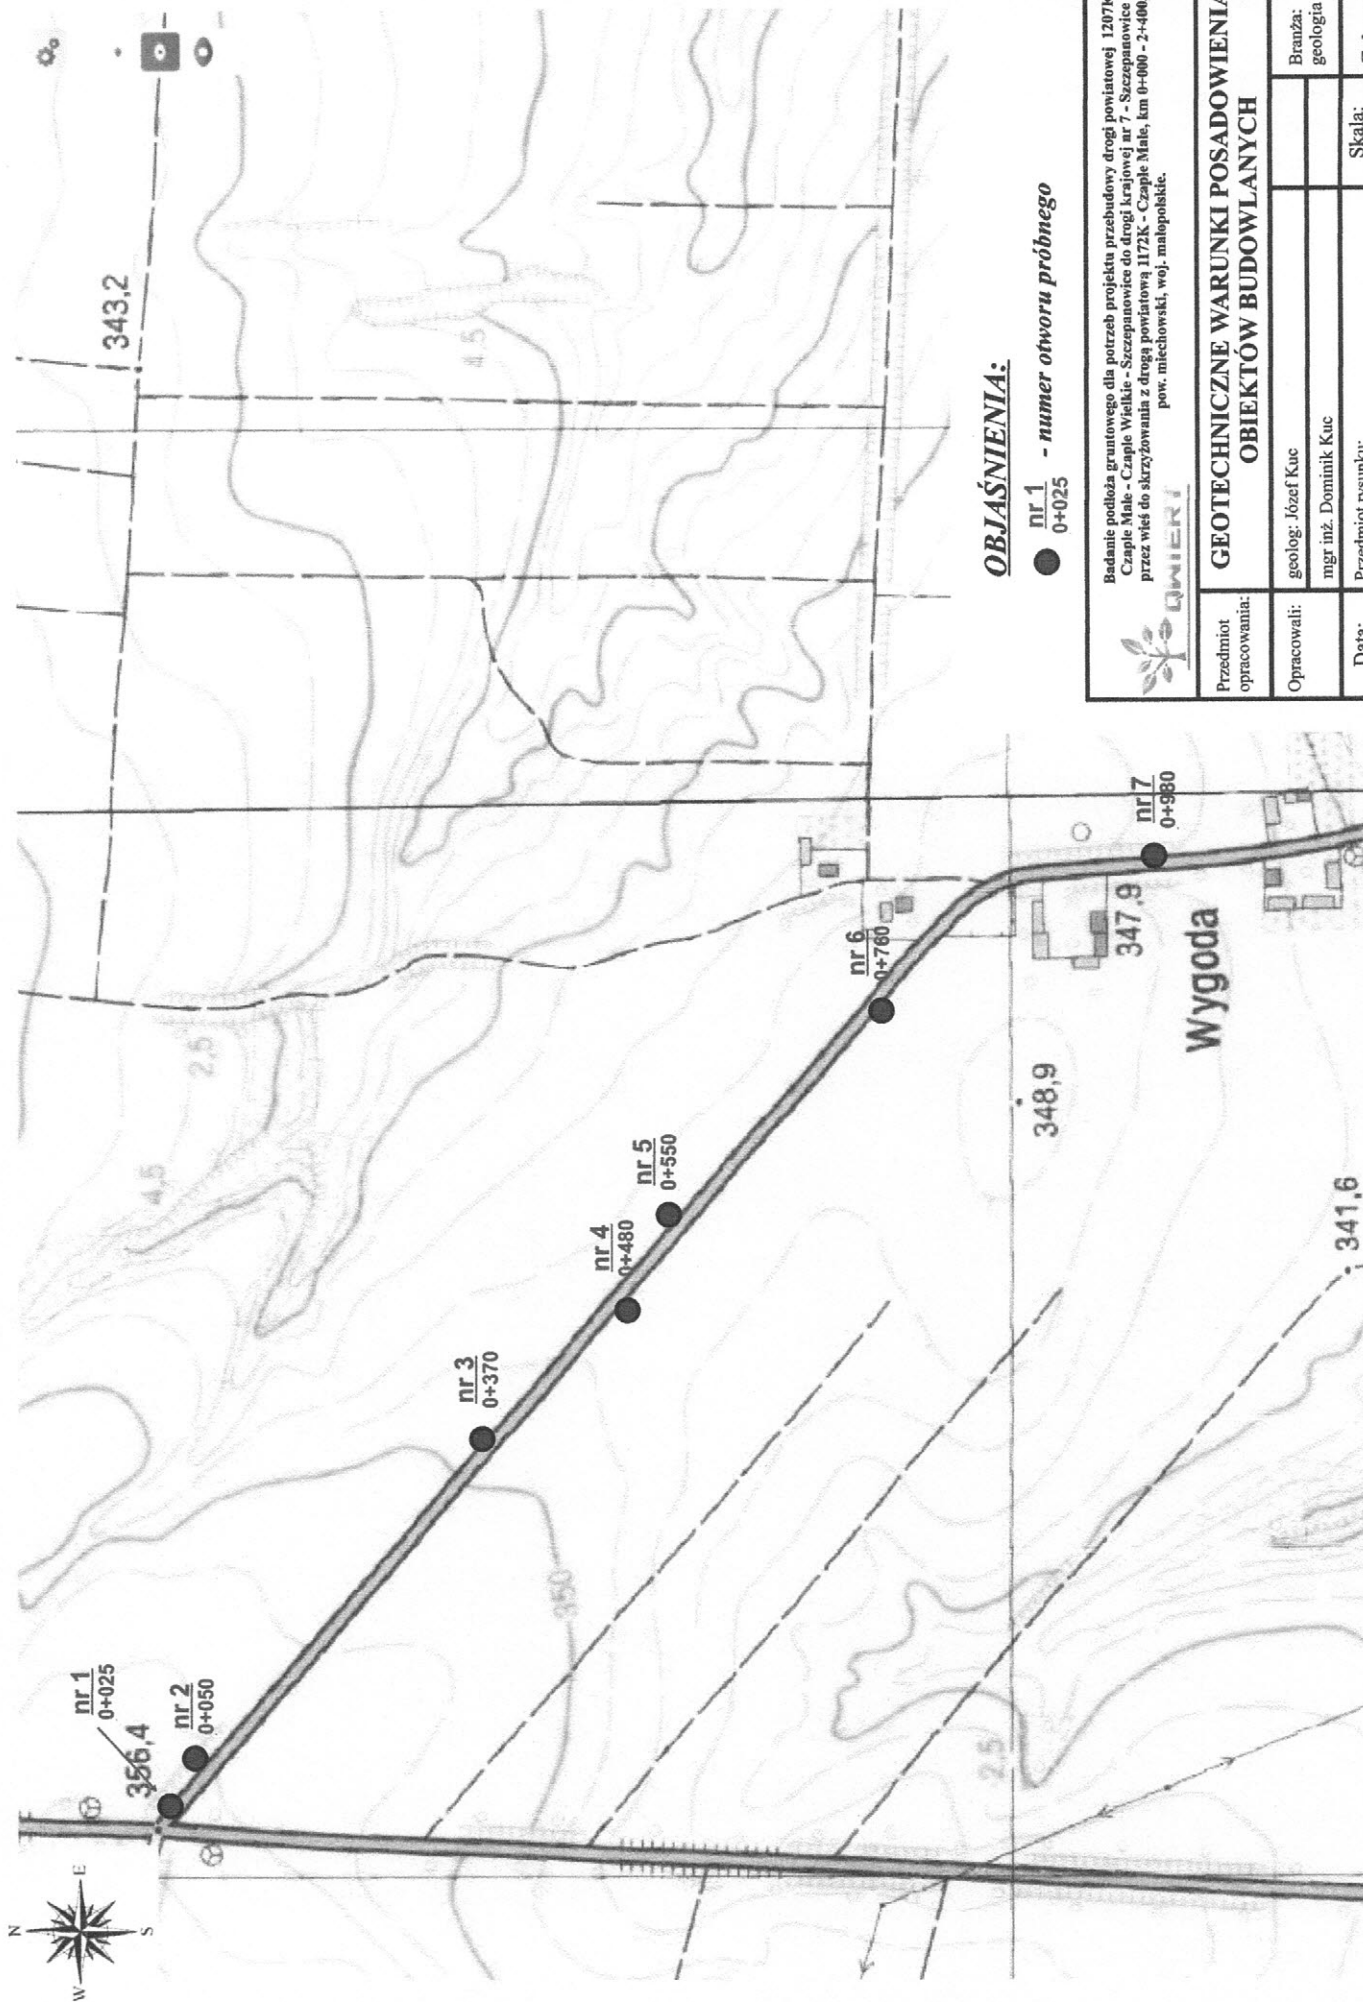 N
W
E
S
nr 1
0+025
356,4
nr 2
0+050
350
nr 3
0+370
nr 4
0+480
nr 5
0+550
nr 6
0+760
nr 7
0+980
4,5
2,5
343,2
4,5
2,5
348,9
347,9
341,6
Wygoda
OBJAŚNIENIA:
nr 1
0+025
- numer otworu próbnego
Badanie podłoża gruntowego dla potrzeb projektu przebudowy drogi powiatowej 1207K
Czaple Małe - Czaple Wielkie - Szczepanowice do drogi krajowej nr 7 - Szczepanowice
przez wieś do skrzyżowania z drogą powiatową 1172K - Czaple Małe, km 0+000 - 2+400,
pow. miechowski, woj. małopolskie.
QWIERT
Przedmiot
opracowania:
GEOTECHNICZNE WARUNKI POSADOWIENIA
OBIEKTÓW BUDOWLANYCH
Opracowali:
geolog: Józef Kuc
mgr inż. Dominik Kuc
Branża:
geologia
Data:
Przedmiot rysunku:
Skala: